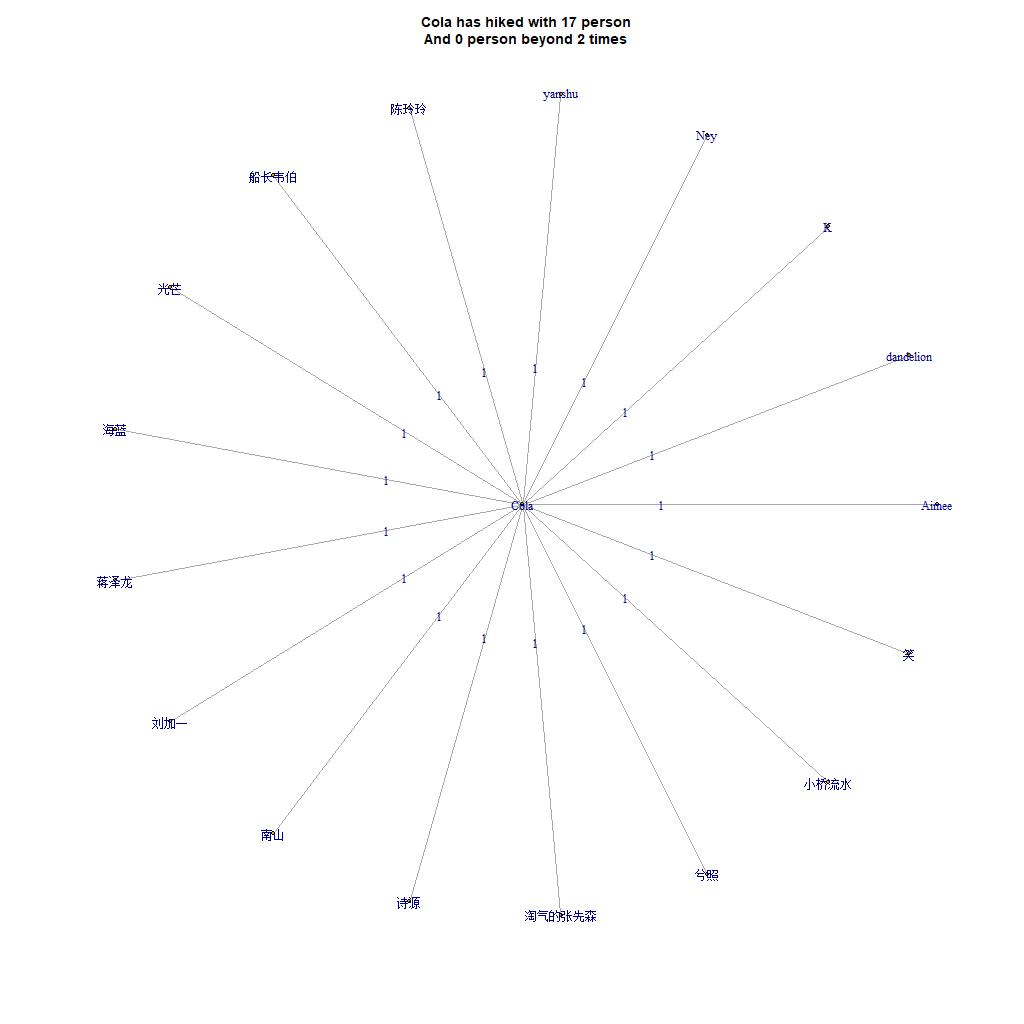 Cola has hiked with 17 person
And 0 person beyond 2 times
yanshu
陈玲玲
Ney
船长韦伯
K
光芒
dandelion
1
1
1
1
1
1
海蓝
1
1
1
Cola
1
Aimee
1
1
蒋泽龙
1
1
1
1
1
1
笑
刘加一
小桥流水
南山
兮照
诗源
淘气的张先森